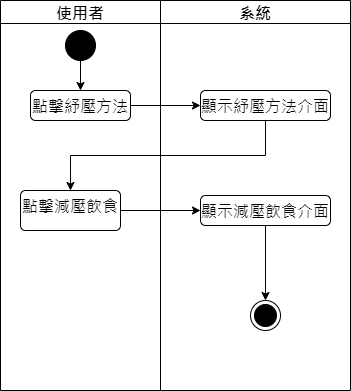 使用者
系統
點擊紓壓方法
顯示紓壓方法介面
點擊減壓飲食
顯示減壓飲食介面